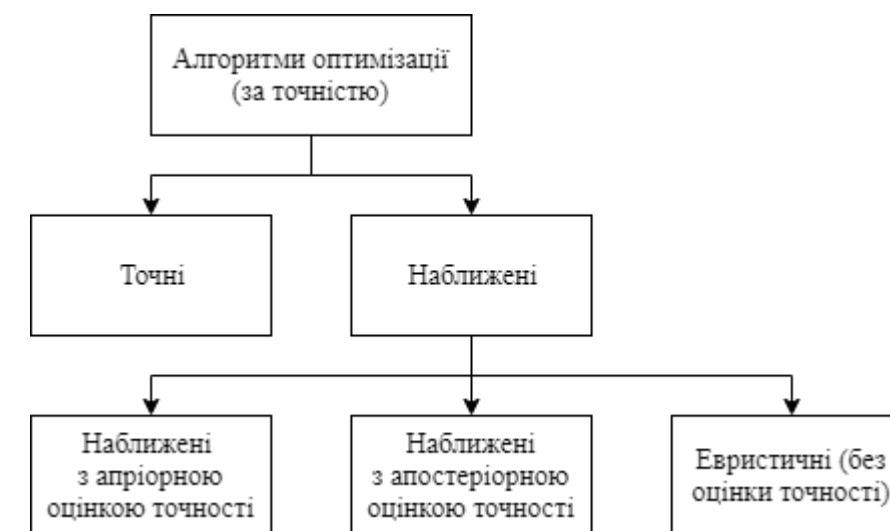 Алгоритми оптимізації
(за точністю)
Точні
Наближені
Наближені
з апріорною
оцінкою точності
Наближені
з апостеріорною
оцінкою точності
Евристичні (без
оцінки точності)